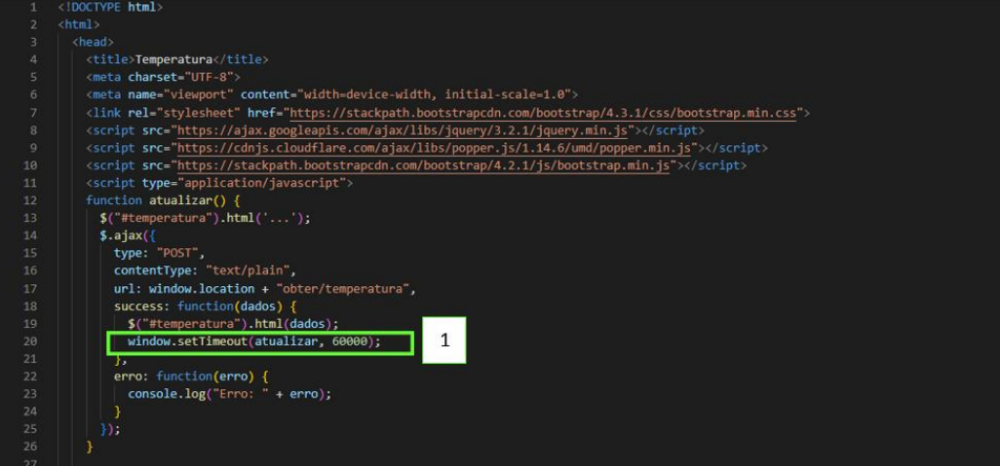 1 <!DOCTYPE html>
2 <html>
3 <head>
4 <title>Temperatura</title>
5 <meta charset="UTF-8">
6 <meta name="viewport" content="width=device-width, initial-scale=1.0">
7 <link rel="stylesheet" href="https://stackpath.bootstrapcdn.com/bootstrap/4.3.1/css/bootstrap.min.css">
8 <script src="https://ajax.googleapis.com/ajax/libs/jquery/3.2.1/jquery.min.js"></script>
9 <script src="https://cdnjs.cloudflare.com/ajax/libs/popper.js/1.14.6/umd/popper.min.js"></script>
10 <script src="https://stackpath.bootstrapcdn.com/bootstrap/4.2.1/js/bootstrap.min.js"></script>
11 <script type="application/javascript">
12 function atualizar() {
13 $("#temperatura").html('...');
14 $.ajax({
15 type: "POST",
16 contentType: "text/plain",
17 url: window.location + "obter/temperatura",
18 success: function(dados) {
19 $("#temperatura").html(dados);
20 window.setTimeout(atualizar, 60000); 1
21 },
22 erro: function(erro) {
23 console.log("Erro: " + erro);
24 }
25 });
26 }
27